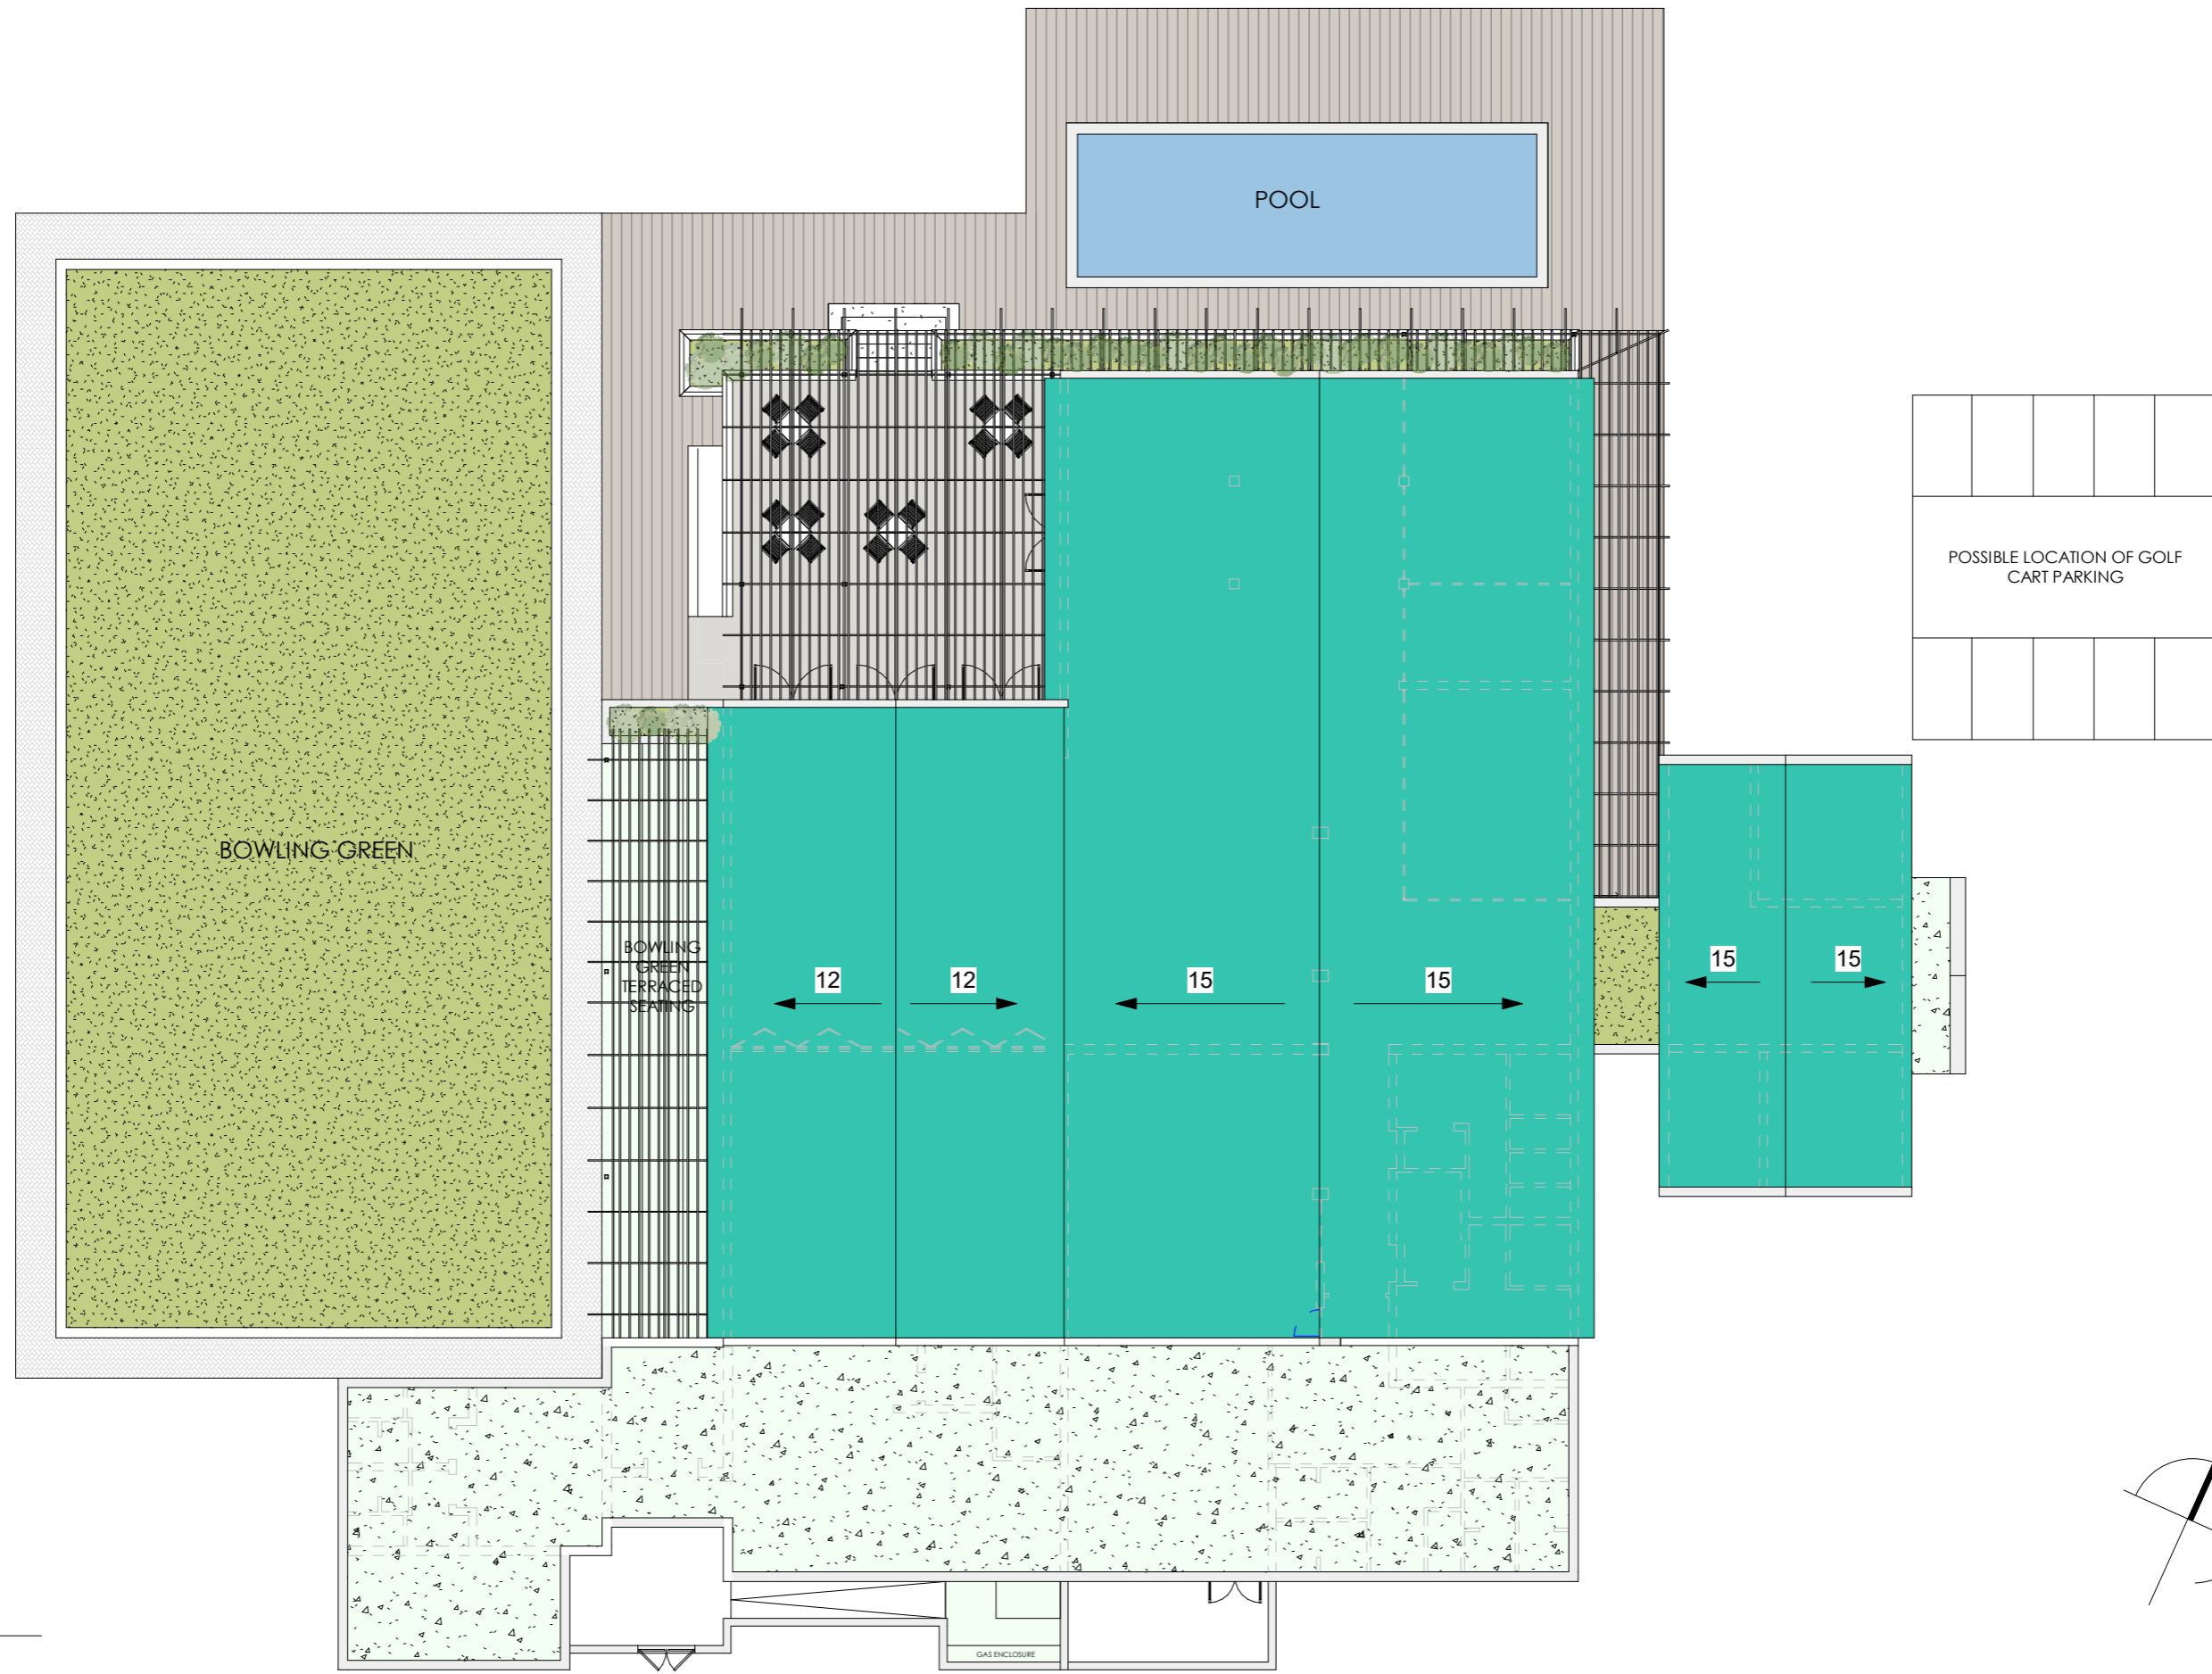 POOL
POSSIBLE LOCATION OF GOLF
CART PARKING
BOWLING GREEN
BOWLING
GREEN
TERRACED
SEATING
12
12
15
15
15
15
GAS ENCLOSURE